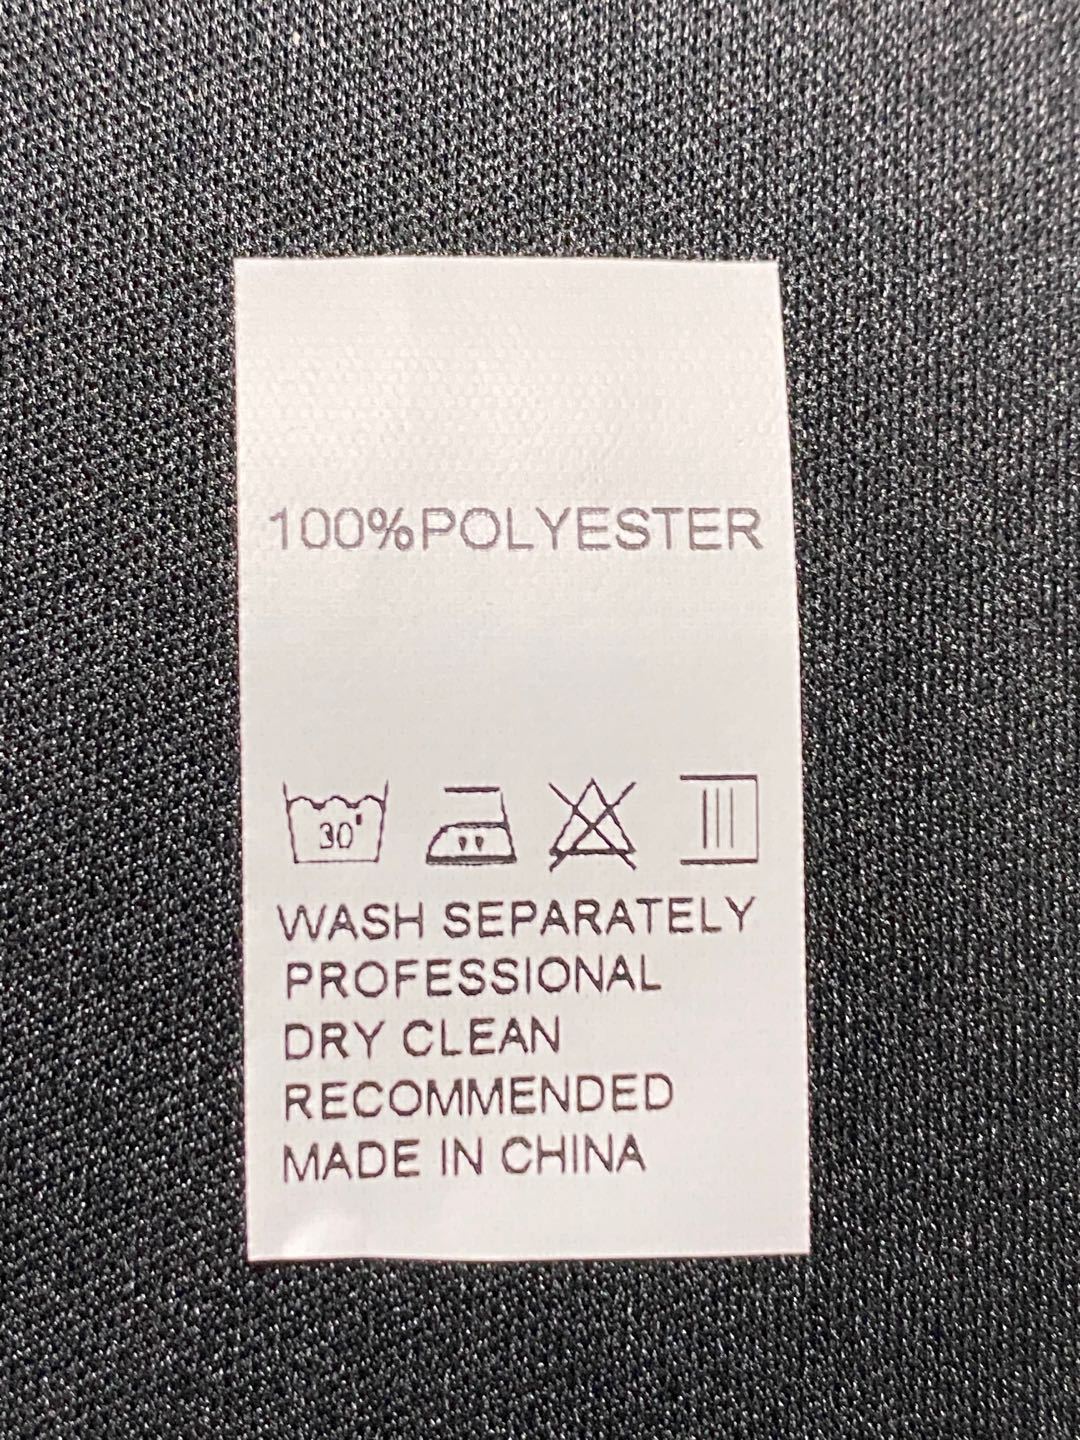 100%POLYESTER
30°
WASH SEPARATELY
PROFESSIONAL
DRY CLEAN
RECOMMENDED
MADE IN CHINA